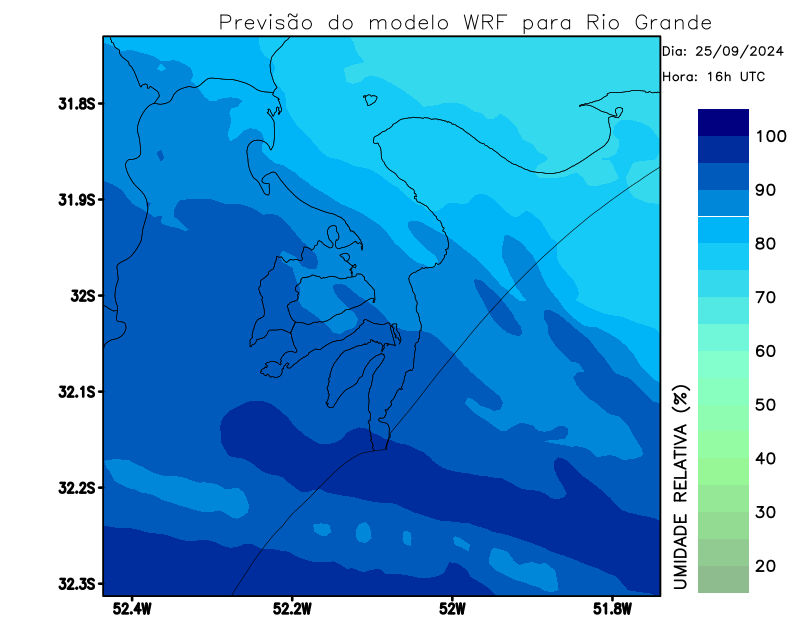 Previsão do modelo WRF para Rio Grande
Dia: 25/09/2024
Hora: 16h UTC
31.8S
31.9S
32S
32.1S
32.2S
32.3S
52.4W 52.2W 52W 51.8W
100
90
80
70
60
50
40
30
20
UMIDADE RELATIVA (%)